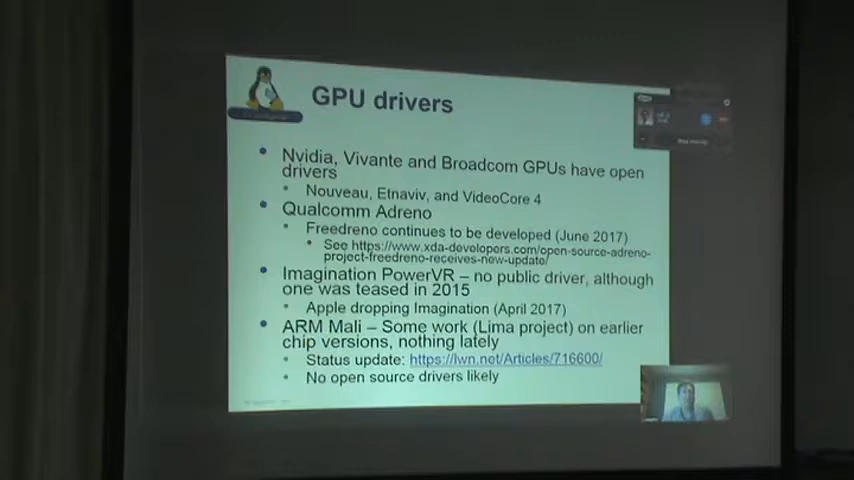 GPU drivers
Nvidia, Vivante and Broadcom GPUs have open
drivers
Nouveau, Etnaviv, and VideoCore 4
Qualcomm Adreno
Freedreno continues to be developed (June 2017)
See https://www.xda-developers.com/open-source-adreno-
project-freedreno-receives-new-update/
Imagination PowerVR – no public driver, although
one was teased in 2015
Apple dropping Imagination (April 2017)
ARM Mali – Some work (Lima project) on earlier
chip versions, nothing lately
Status update: https://lwn.net/Articles/716600/
No open source drivers likely